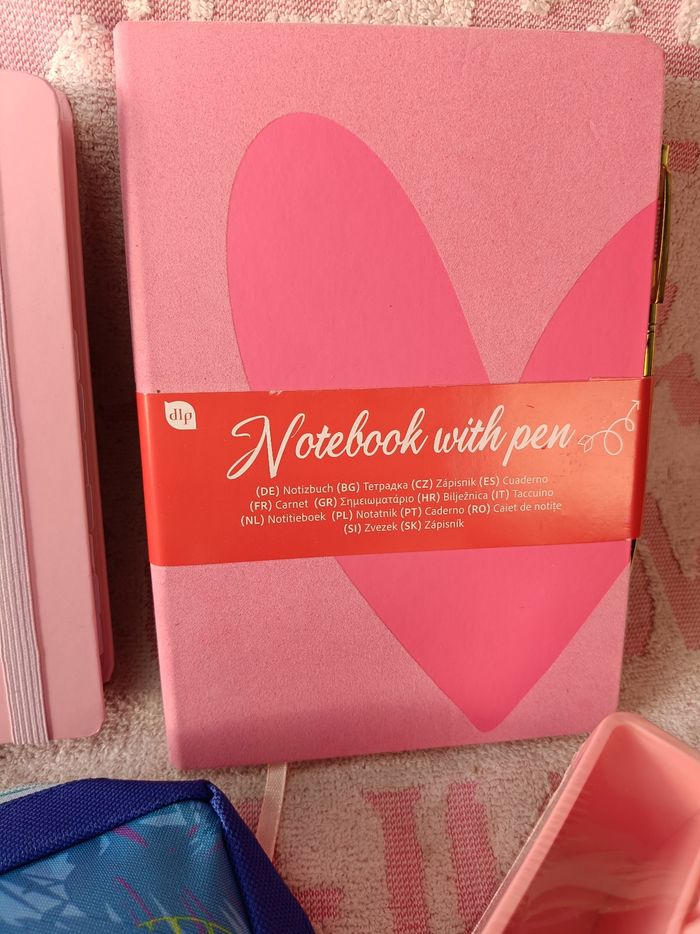 dlp
Notebook with pen
(DE) Notizbuch (BG) Тетрадка (CZ) Zápisník (ES) Cuaderno
(FR) Carnet (GR) Σημειωματάριο (HR) Bilježnica (IT) Taccuino
(NL) Notitieboek (PL) Notatnik (PT) Caderno (RO) Caiet de notițe
(SI) Zvezek (SK) Zápisník